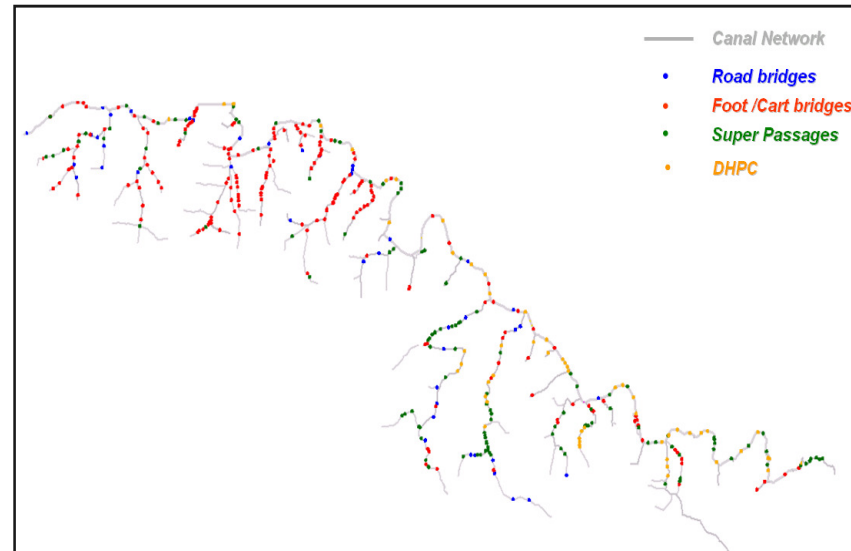 Canal Network
Road bridges
Foot /Cart bridges
Super Passages
DHPC